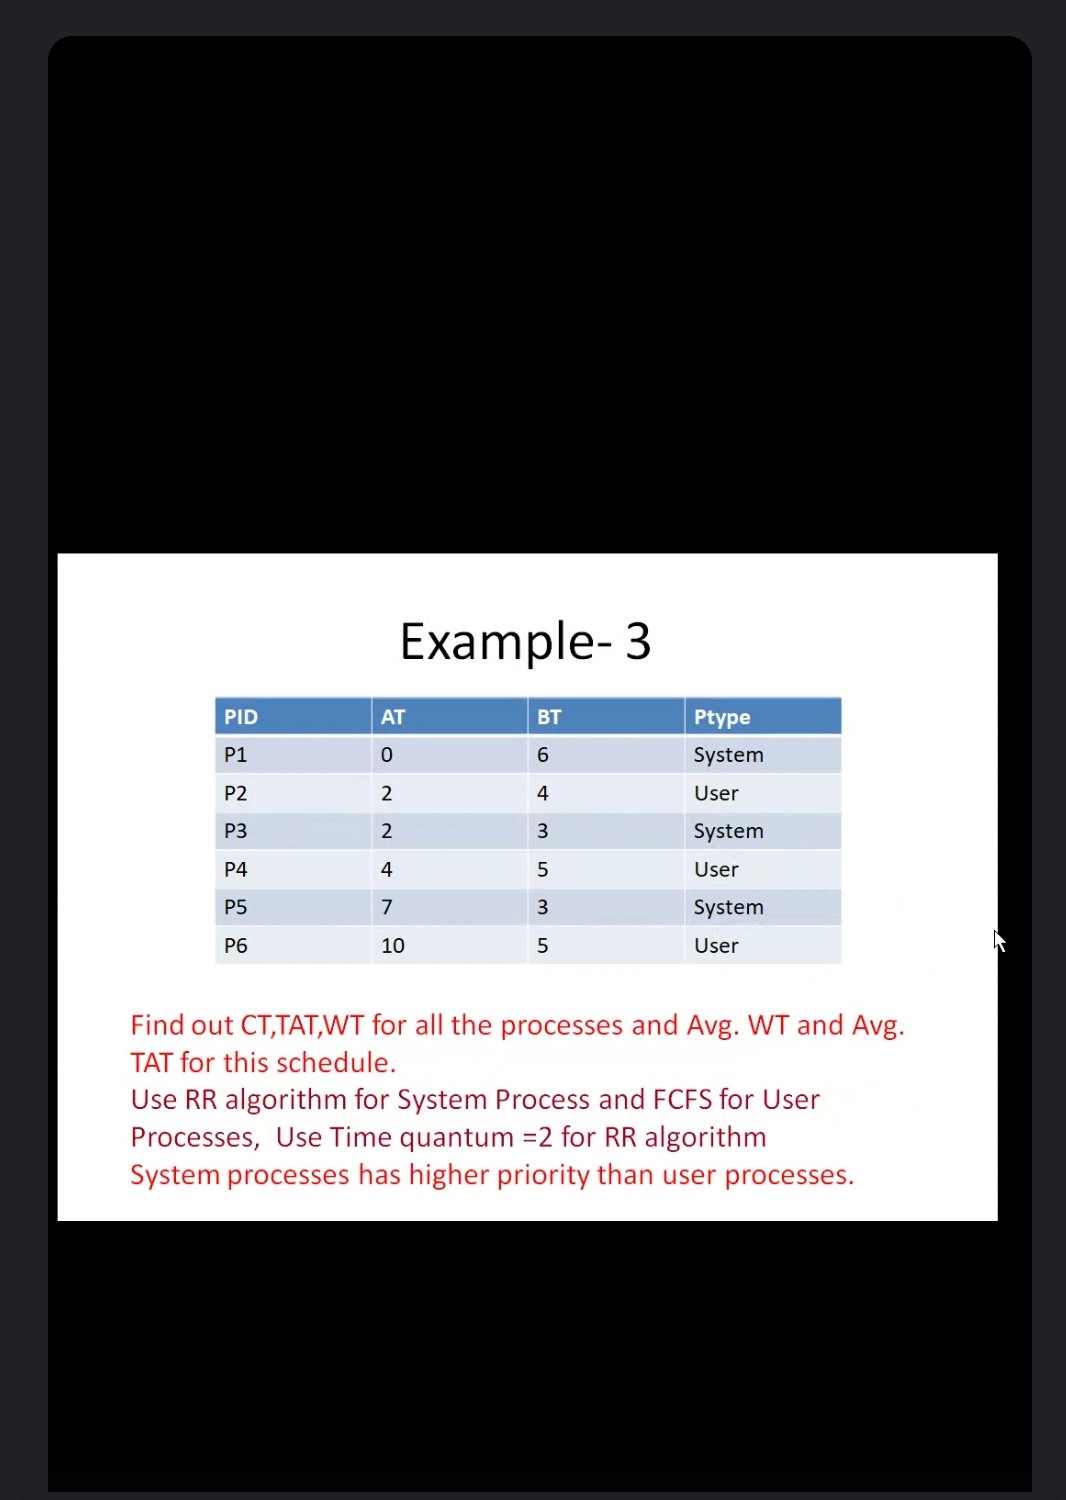 Example- 3
PID AT BT Ptype
P1 0 6 System
P2 2 4 User
P3 2 3 System
P4 4 5 User
P5 7 3 System
P6 10 5 User
Find out CT,TAT,WT for all the processes and Avg. WT and Avg.
TAT for this schedule.
Use RR algorithm for System Process and FCFS for User
Processes, Use Time quantum =2 for RR algorithm
System processes has higher priority than user processes.